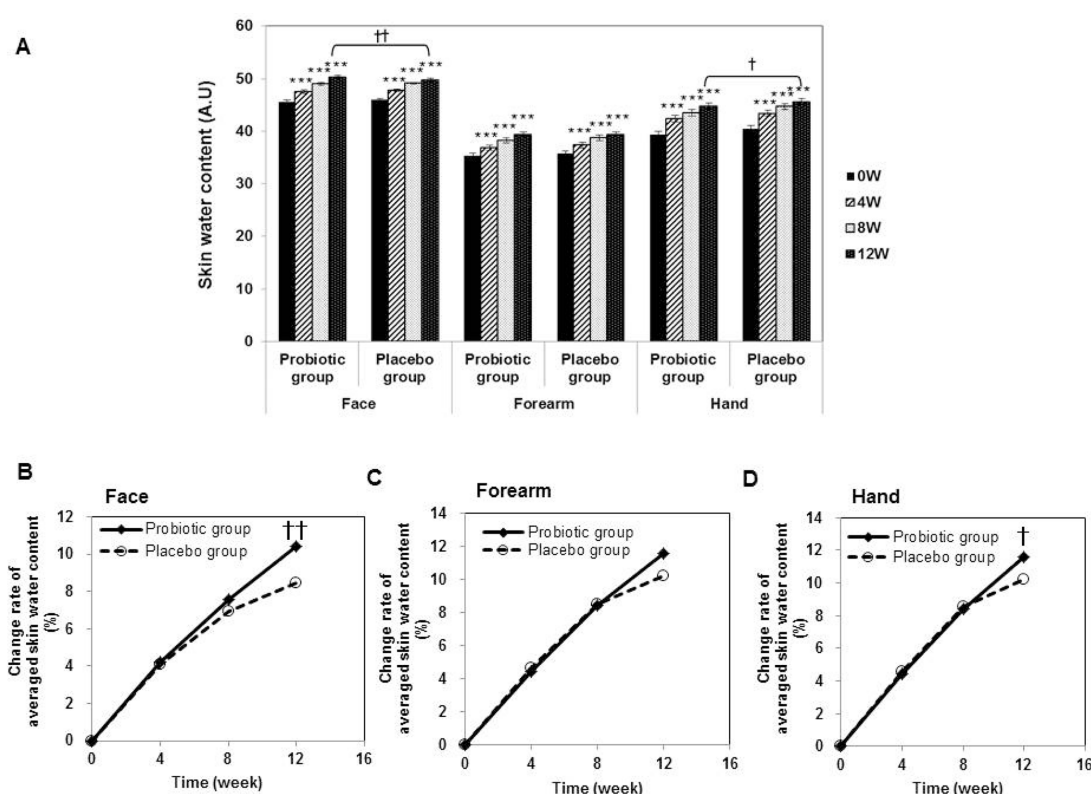 A
Skin water content (A.U)
60
50
40
30
20
10
0
††
†
*** *** ***
*** *** ***
*** *** ***
*** *** ***
*** *** ***
*** *** ***
0W
4W
8W
12W
Probiotic group
Placebo group
Probiotic group
Placebo group
Probiotic group
Placebo group
Face
Forearm
Hand
B
Face
Change rate of
averaged skin water content
(%)
12
10
8
6
4
2
0
Probiotic group
Placebo group
††
0 4 8 12 16
Time (week)
C
Forearm
Change rate of
averaged skin water content
(%)
14
12
10
8
6
4
2
0
Probiotic group
Placebo group
0 4 8 12 16
Time (week)
D
Hand
Change rate of
averaged skin water content
(%)
14
12
10
8
6
4
2
0
Probiotic group
Placebo group
†
0 4 8 12 16
Time (week)